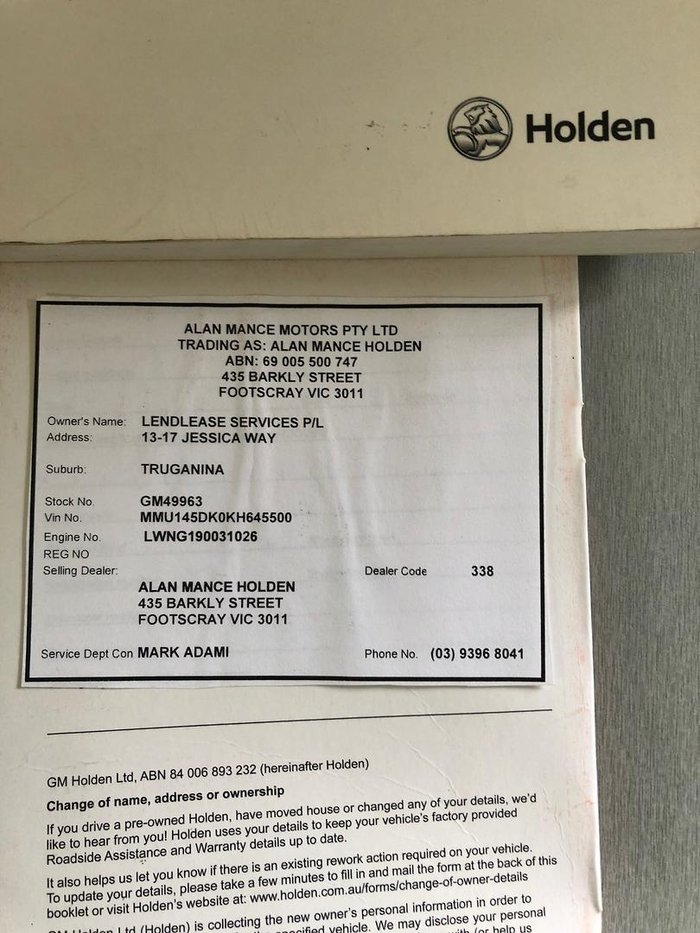 Holden
ALAN MANCE MOTORS PTY LTD
TRADING AS: ALAN MANCE HOLDEN
ABN: 69 005 500 747
435 BARKLY STREET
FOOTSCRAY VIC 3011
Owner's Name: LENDLEASE SERVICES P/L
Address: 13-17 JESSICA WAY
Suburb: TRUGANINA
Stock No. GM49963
Vin No. MMU145DK0KH645500
Engine No. LWNG190031026
REG NO
Selling Dealer: Dealer Code 338
ALAN MANCE HOLDEN
435 BARKLY STREET
FOOTSCRAY VIC 3011
Service Dept Con MARK ADAMI Phone No. (03) 9396 8041
GM Holden Ltd, ABN 84 006 893 232 (hereinafter Holden)
Change of name, address or ownership
If you drive a pre-owned Holden, have moved house or changed any of your details, we'd
like to hear from you! Holden uses your details to keep your vehicle's factory provided
Roadside Assistance and Warranty details up to date.
It also helps us let you know if there is an existing rework action required on your vehicle.
To update your details, please take a few minutes to fill in and mail the form at the back of this
booklet or visit Holden's website at: www.holden.com.au/forms/change-of-owner-details
GM Holden Ltd (Holden) is collecting the new owner's personal information in order to
specified vehicle. We may disclose your personal
with (or help us